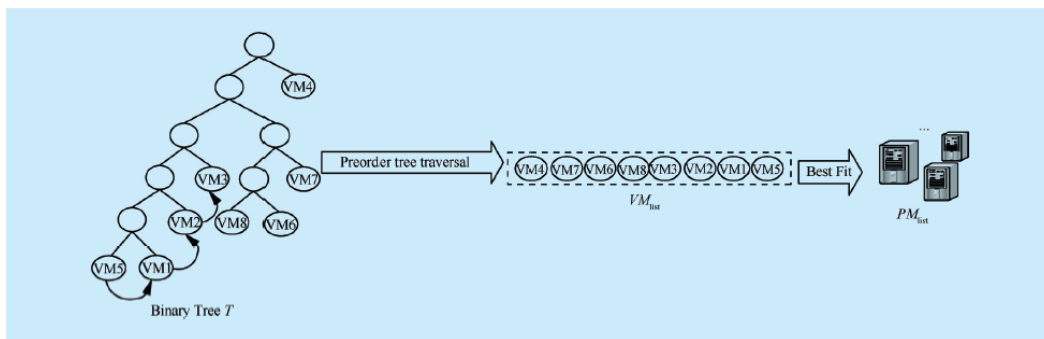 VM4
VM3
VM7
VM2
VM8
VM6
VM5
VM1
Binary Tree T
Preorder tree traversal
VM4 VM7 VM6 VM8 VM3 VM2 VM1 VM5
VMlist
Best Fit
...
PMlist